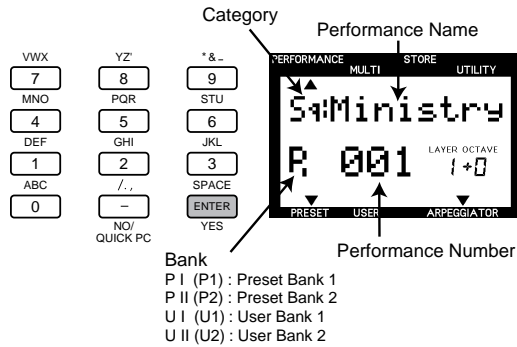 Category
Performance Name
VWX YZ' *&_
7 8 9
MNO PQR STU
4 5 6
DEF GHI JKL
1 2 3
ABC /., SPACE
0 – ENTER
NO/ YES
QUICK PC
PERFORMANCE STORE
MULTI UTILITY
Sq:Ministry
P. 001
LAYER OCTAVE
1 +0
PRESET USER ARPEGGIATOR
Performance Number
Bank
P I (P1) : Preset Bank 1
P II (P2) : Preset Bank 2
U I (U1) : User Bank 1
U II (U2) : User Bank 2